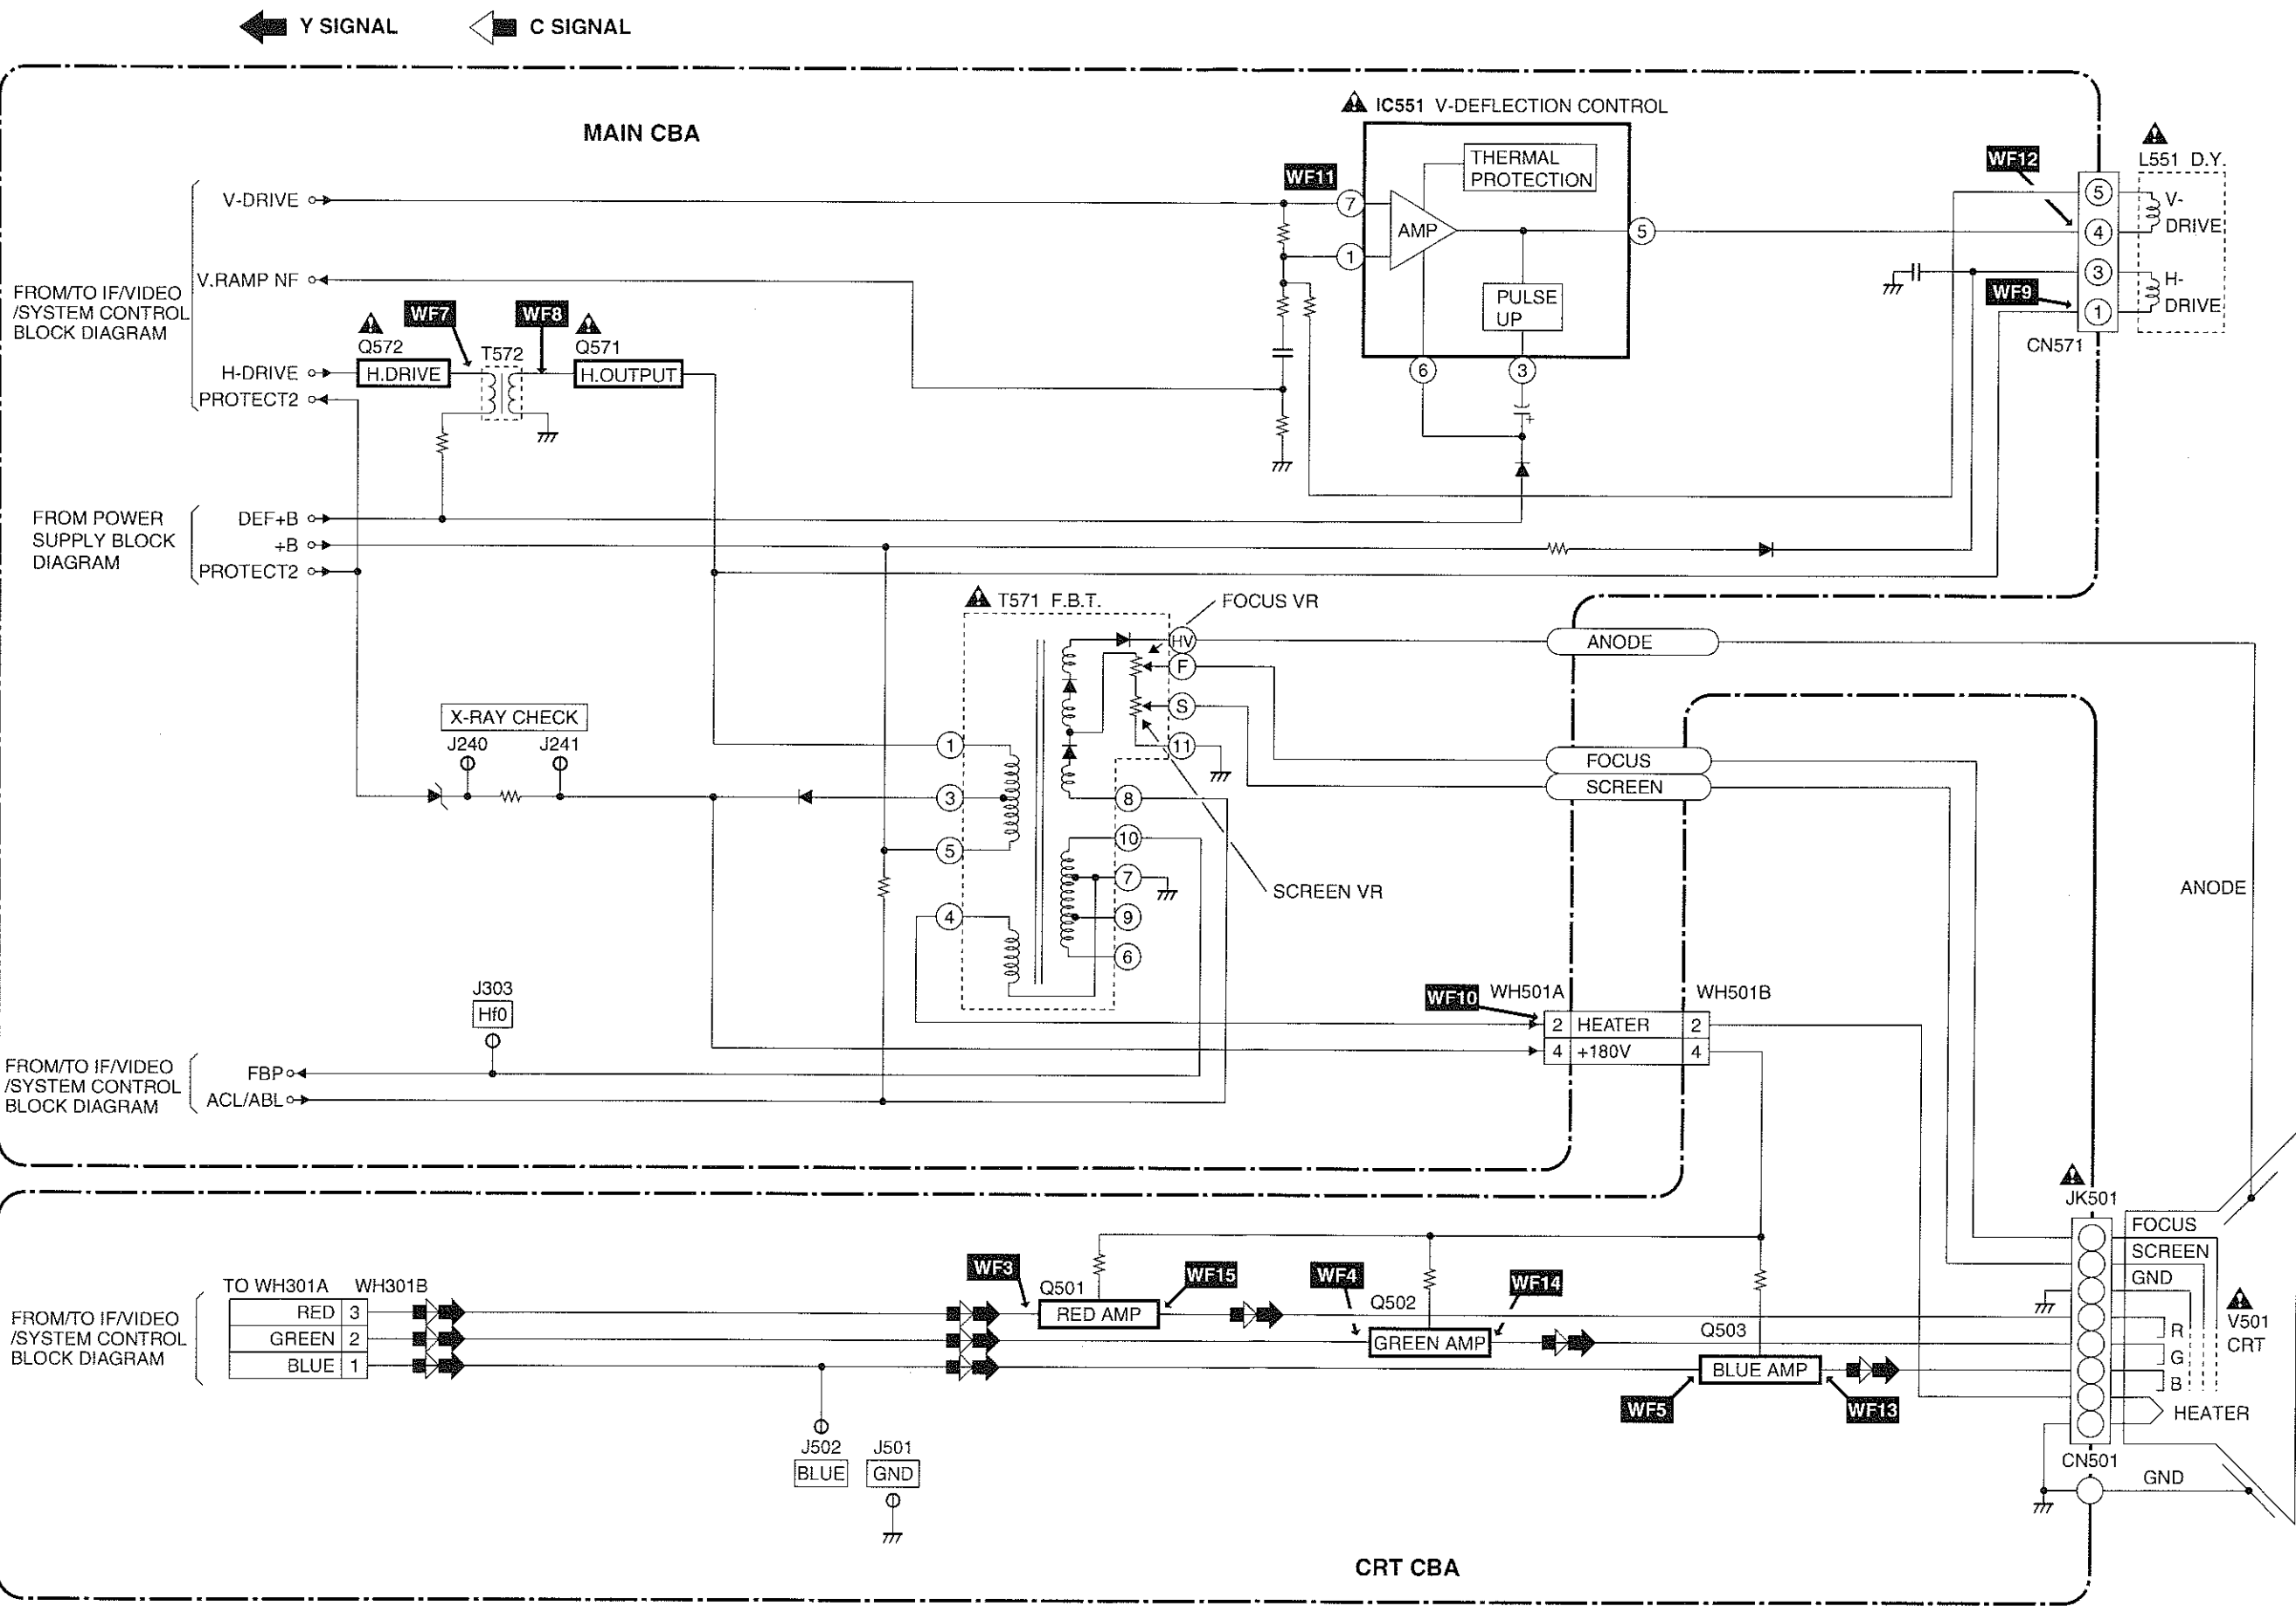 Y SIGNAL
C SIGNAL
MAIN CBA
IC551 V-DEFLECTION CONTROL
THERMAL
PROTECTION
WF11
7
AMP
1
5
PULSE
UP
6
3
WF12
L551 D.Y.
5
V-
DRIVE
4
3
H-
DRIVE
WF9
1
CN571
FROM/TO IF/VIDEO
/SYSTEM CONTROL
BLOCK DIAGRAM
V-DRIVE
V.RAMP NF
H-DRIVE
PROTECT2
Q572
H.DRIVE
WF7
T572
WF8
Q571
H.OUTPUT
FROM POWER
SUPPLY BLOCK
DIAGRAM
DEF+B
+B
PROTECT2
T571 F.B.T.
FOCUS VR
HV
F
S
11
1
3
5
4
8
10
7
9
6
SCREEN VR
ANODE
FOCUS
SCREEN
ANODE
X-RAY CHECK
J240
J241
J303
Hf0
WF10
WH501A
WH501B
2 HEATER 2
4 +180V 4
FROM/TO IF/VIDEO
/SYSTEM CONTROL
BLOCK DIAGRAM
FBP
ACL/ABL
FROM/TO IF/VIDEO
/SYSTEM CONTROL
BLOCK DIAGRAM
TO WH301A
WH301B
RED 3
GREEN 2
BLUE 1
WF3
Q501
RED AMP
WF15
WF4
Q502
GREEN AMP
WF14
Q503
BLUE AMP
WF5
WF13
J502
BLUE
J501
GND
JK501
FOCUS
SCREEN
GND
R
G
B
HEATER
V501
CRT
CN501
GND
CRT CBA